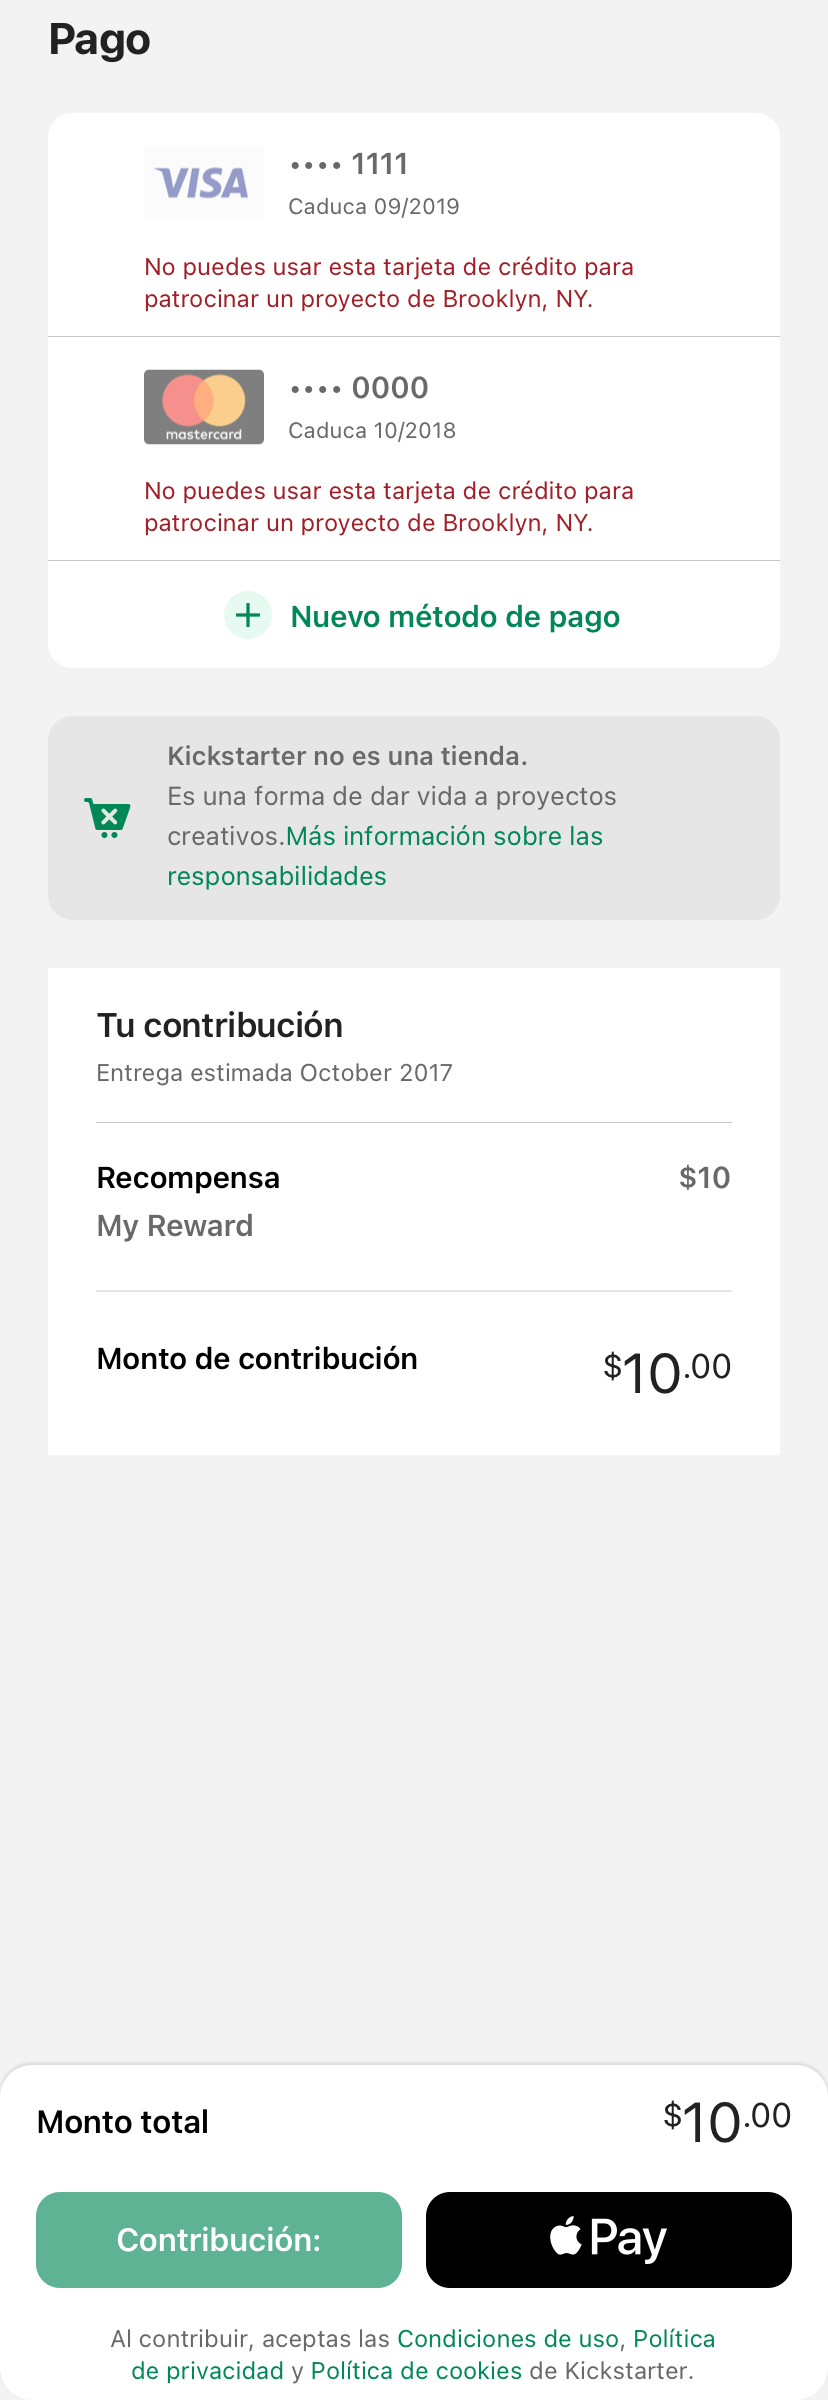 Pago
VISA
•••• 1111
Caduca 09/2019
No puedes usar esta tarjeta de crédito para
patrocinar un proyecto de Brooklyn, NY.
mastercard
•••• 0000
Caduca 10/2018
No puedes usar esta tarjeta de crédito para
patrocinar un proyecto de Brooklyn, NY.
Nuevo método de pago
Kickstarter no es una tienda.
Es una forma de dar vida a proyectos
creativos.Más información sobre las
responsabilidades
Tu contribución
Entrega estimada October 2017
Recompensa $10
My Reward
Monto de contribución $10.00
Monto total $10.00
Contribución: Pay
Al contribuir, aceptas las Condiciones de uso, Política
de privacidad y Política de cookies de Kickstarter.